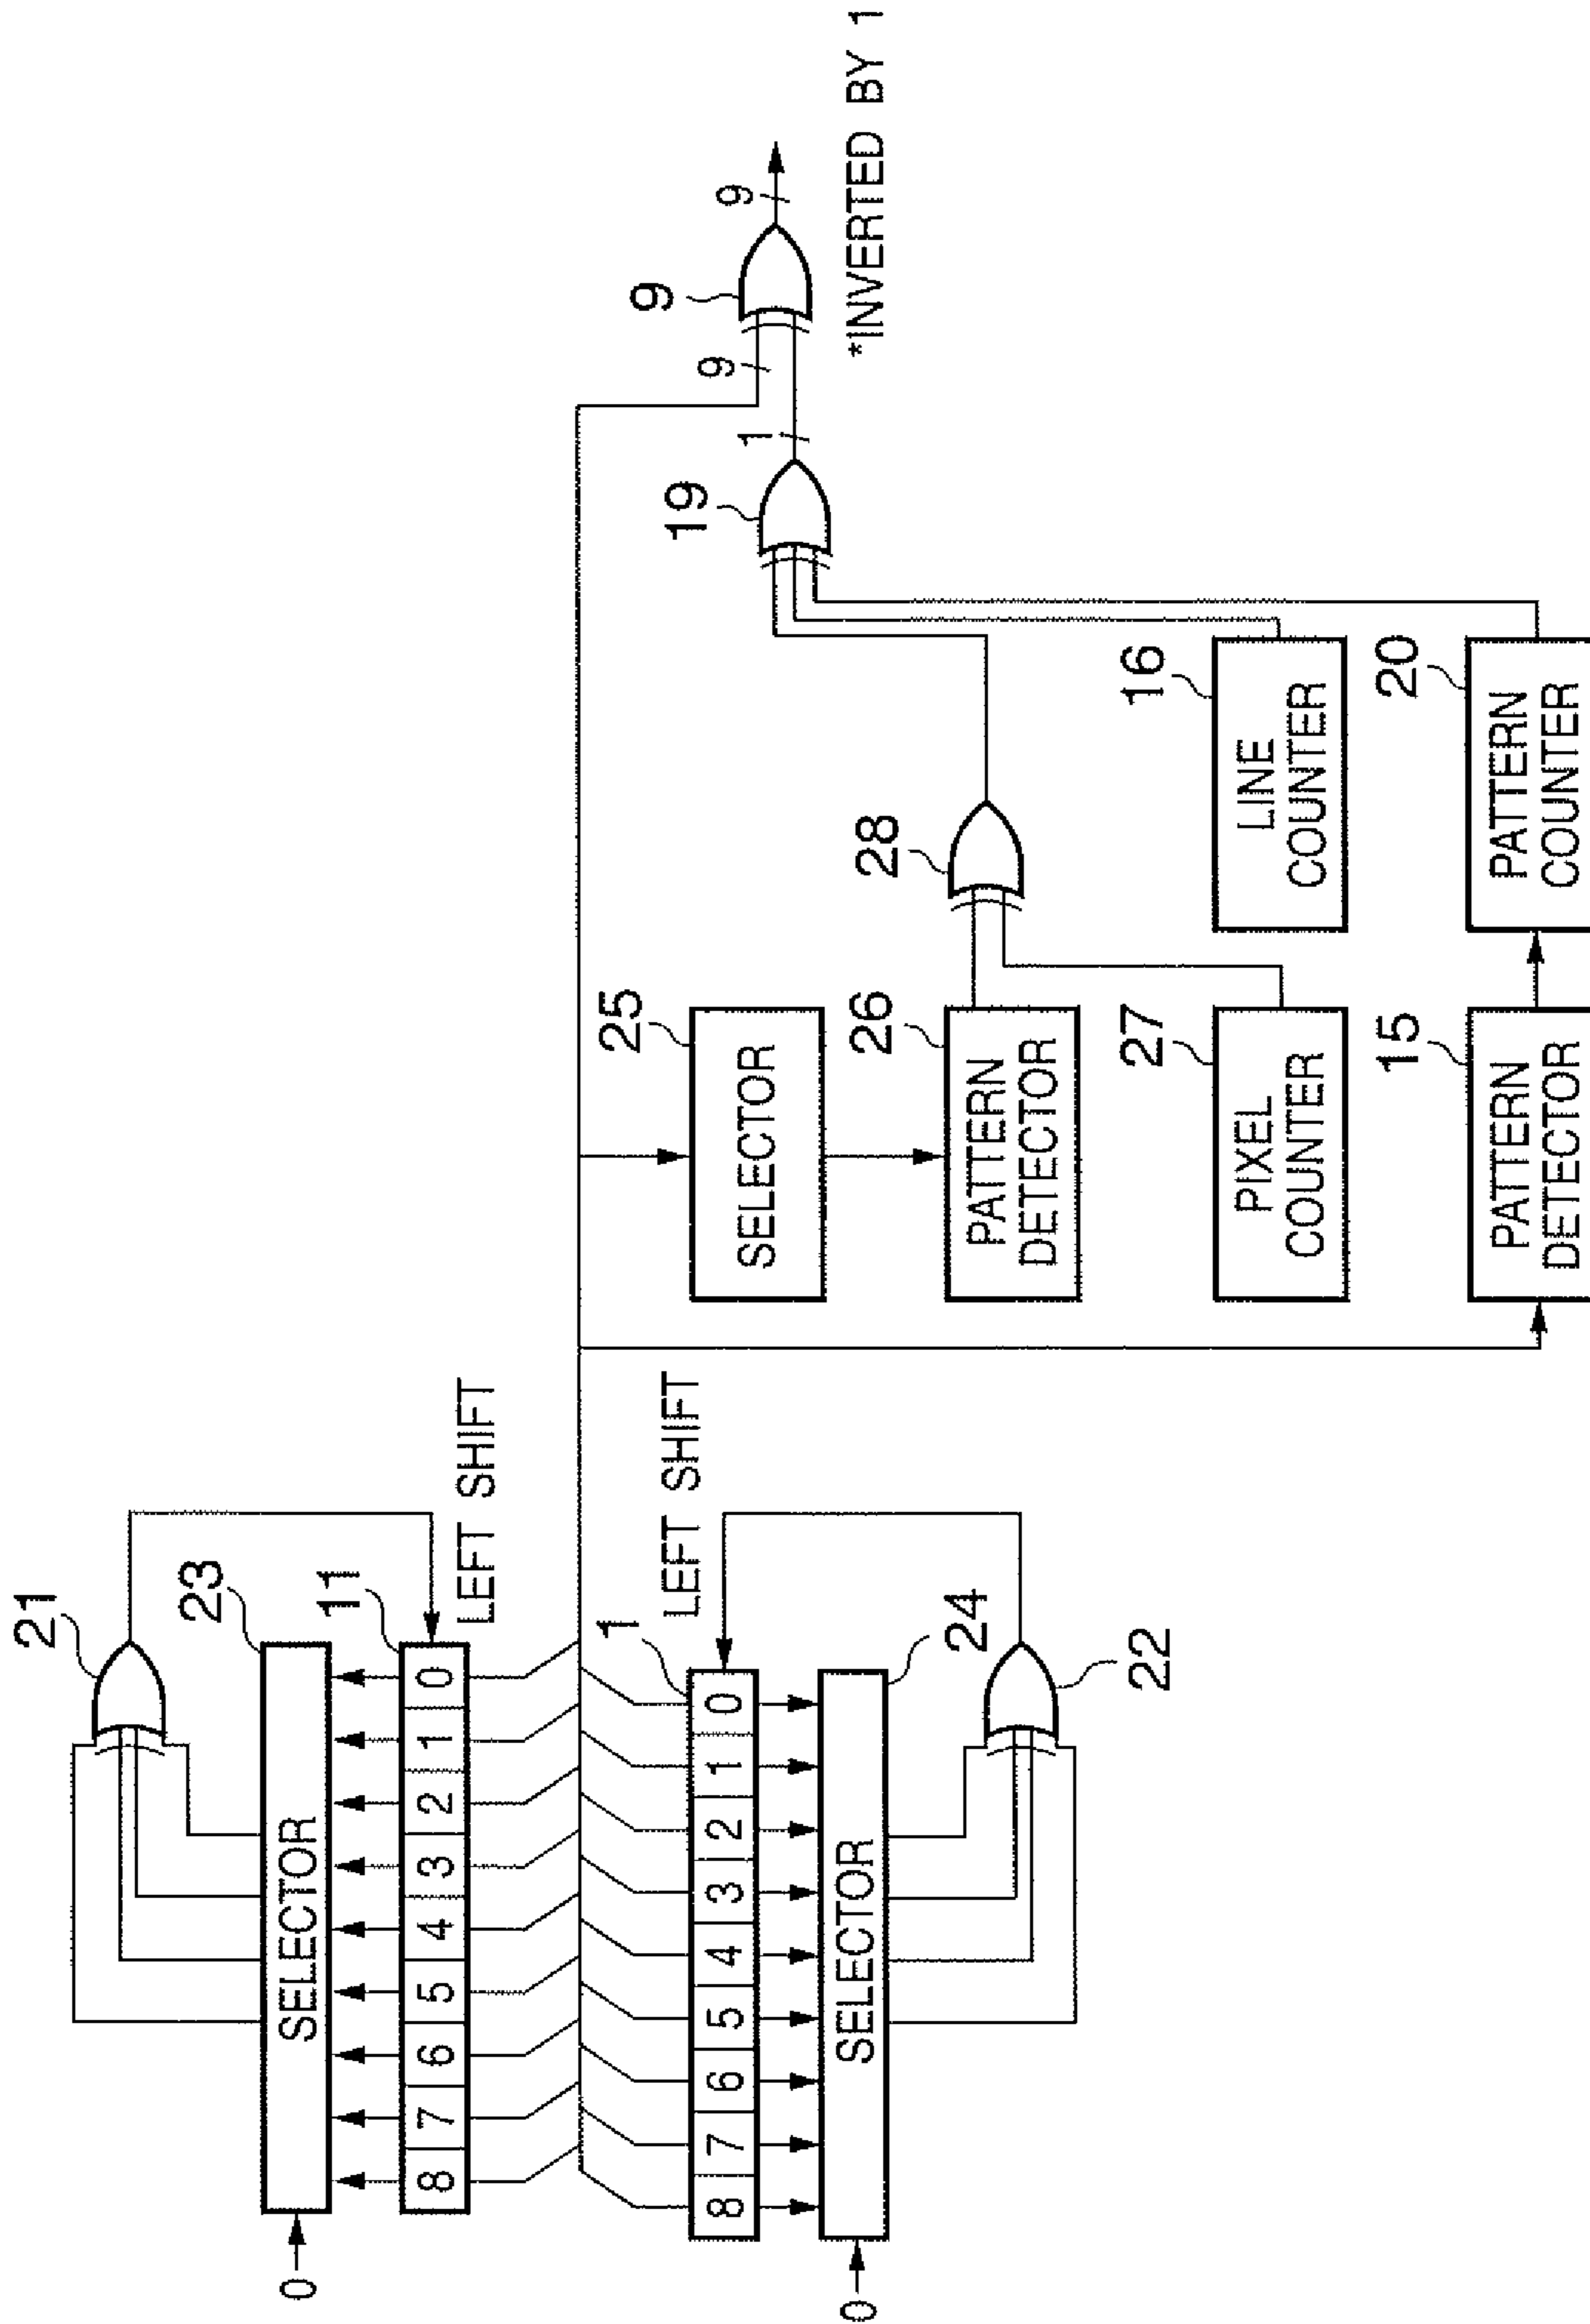 21
0
SELECTOR
23
8 7 6 5 4 3 2 1 0
11
LEFT SHIFT
LEFT SHIFT
8 7 6 5 4 3 2 1 0
1
0
SELECTOR
24
22
SELECTOR
25
PATTERN
DETECTOR
26
28
PIXEL
COUNTER
27
LINE
COUNTER
16
PATTERN
DETECTOR
15
PATTERN
COUNTER
20
19
1
9
9
9
*INVERTED BY 1